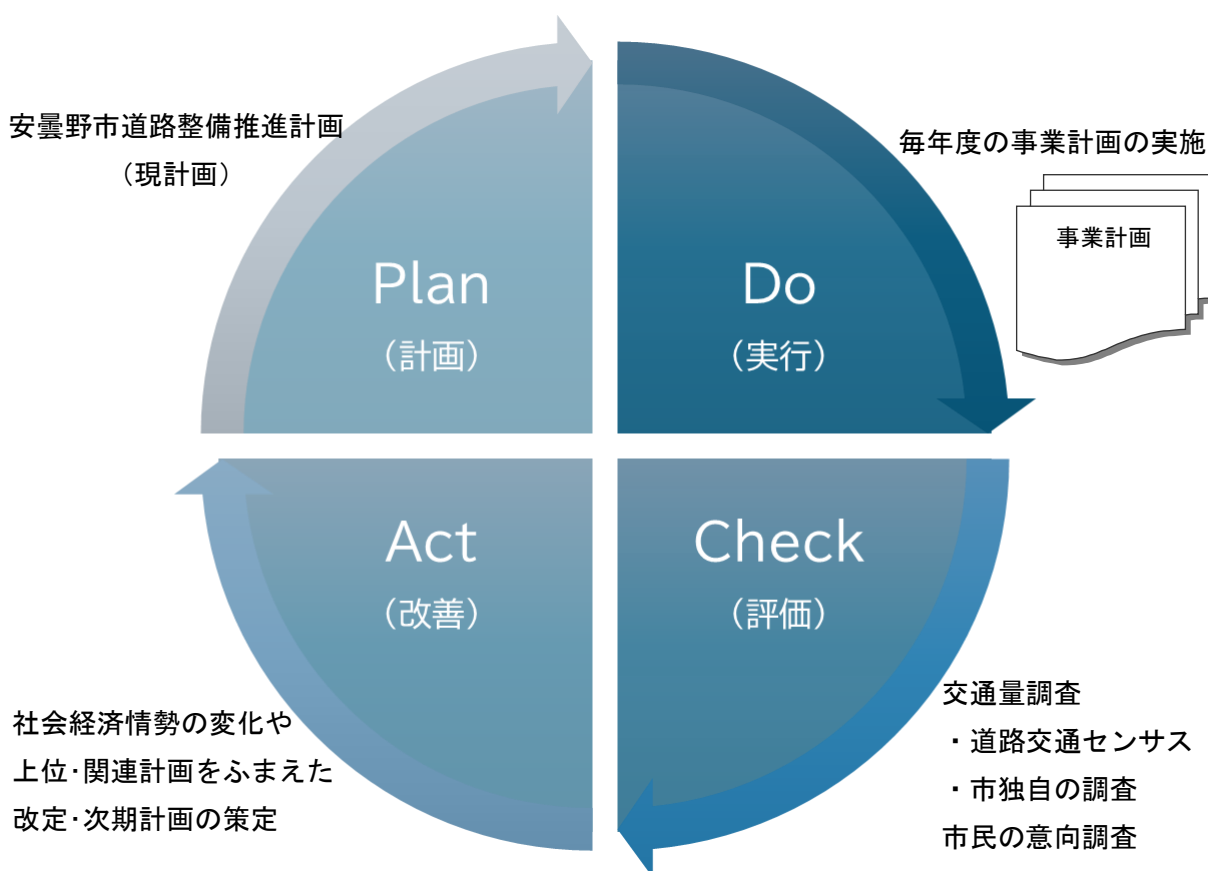 安曇野市道路整備推進計画
（現計画）
Plan
（計画）
毎年度の事業計画の実施
事業計画
Do
（実行）
Check
（評価）
交通量調査
・道路交通センサス
・市独自の調査
市民の意向調査
Act
（改善）
社会経済情勢の変化や
上位･関連計画をふまえた
改定･次期計画の策定